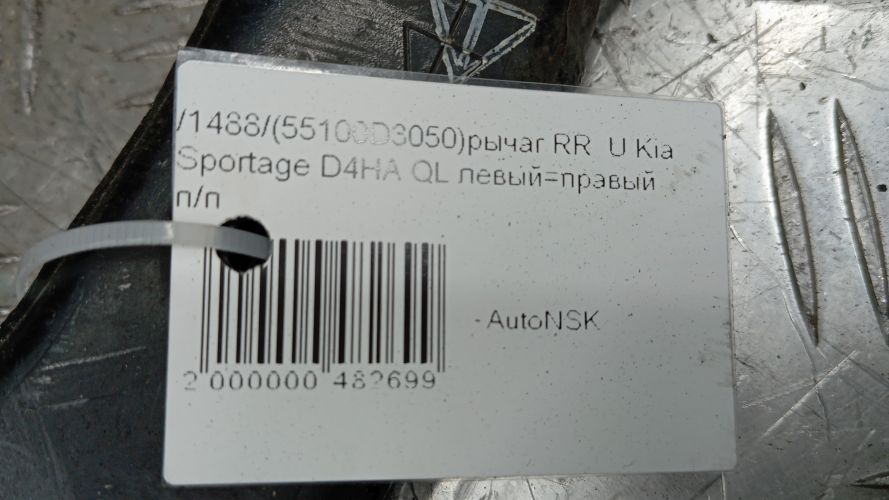 /1488/(55100D3050)рычаг RR U Kia
Sportage D4HA QL левый=правый
п/п
- AutoNSK
2 000000 482699